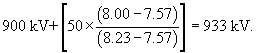 900 kV+[50×(8.00−7.57)/(8.23−7.57)] = 933 kV.